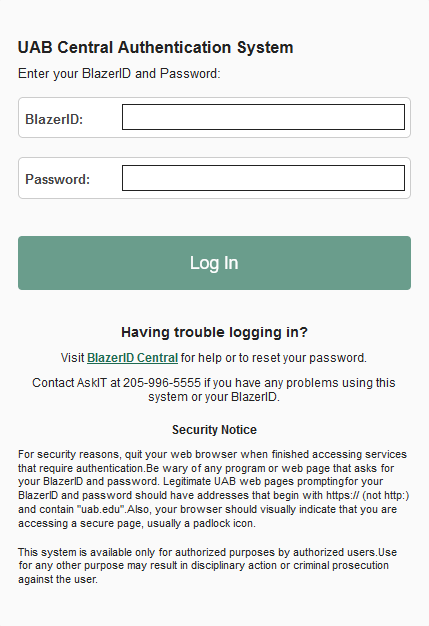 UAB Central Authentication System
Enter your BlazerID and Password:
BlazerID:
Password:
Log In
Having trouble logging in?
Visit BlazerID Central for help or to reset your password.
Contact AskIT at 205-996-5555 if you have any problems using this
system or your BlazerID.
Security Notice
For security reasons, quit your web browser when finished accessing services
that require authentication.Be wary of any program or web page that asks for
your BlazerID and password. Legitimate UAB web pages promptingfor your
BlazerID and password should have addresses that begin with https:// (not http:)
and contain "uab.edu".Also, your browser should visually indicate that you are
accessing a secure page, usually a padlock icon.
This system is available only for authorized purposes by authorized users.Use
for any other purpose may result in disciplinary action or criminal prosecution
against the user.